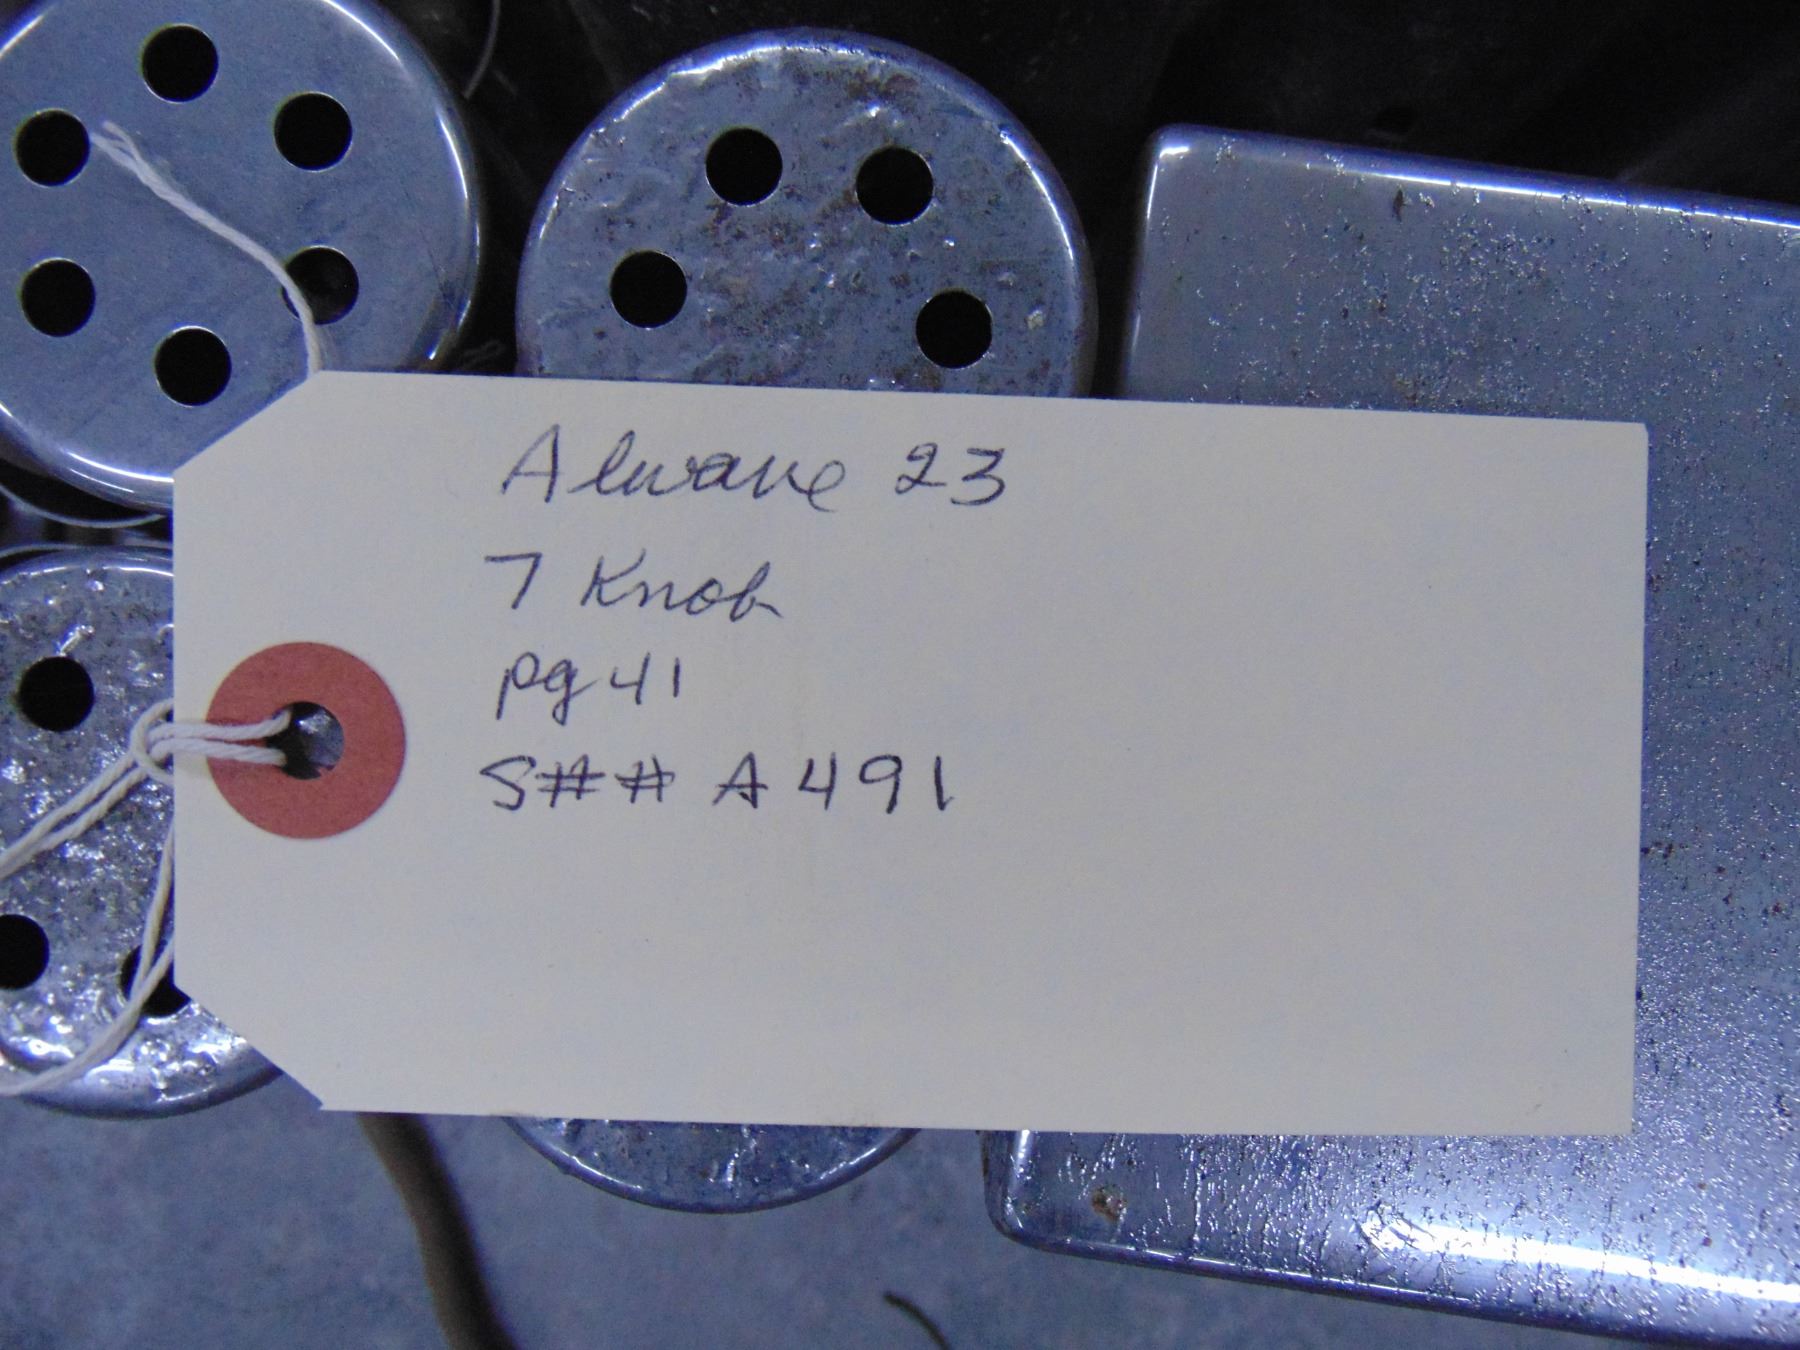 Alwave 23
7 Knob
pg 41
S## A491